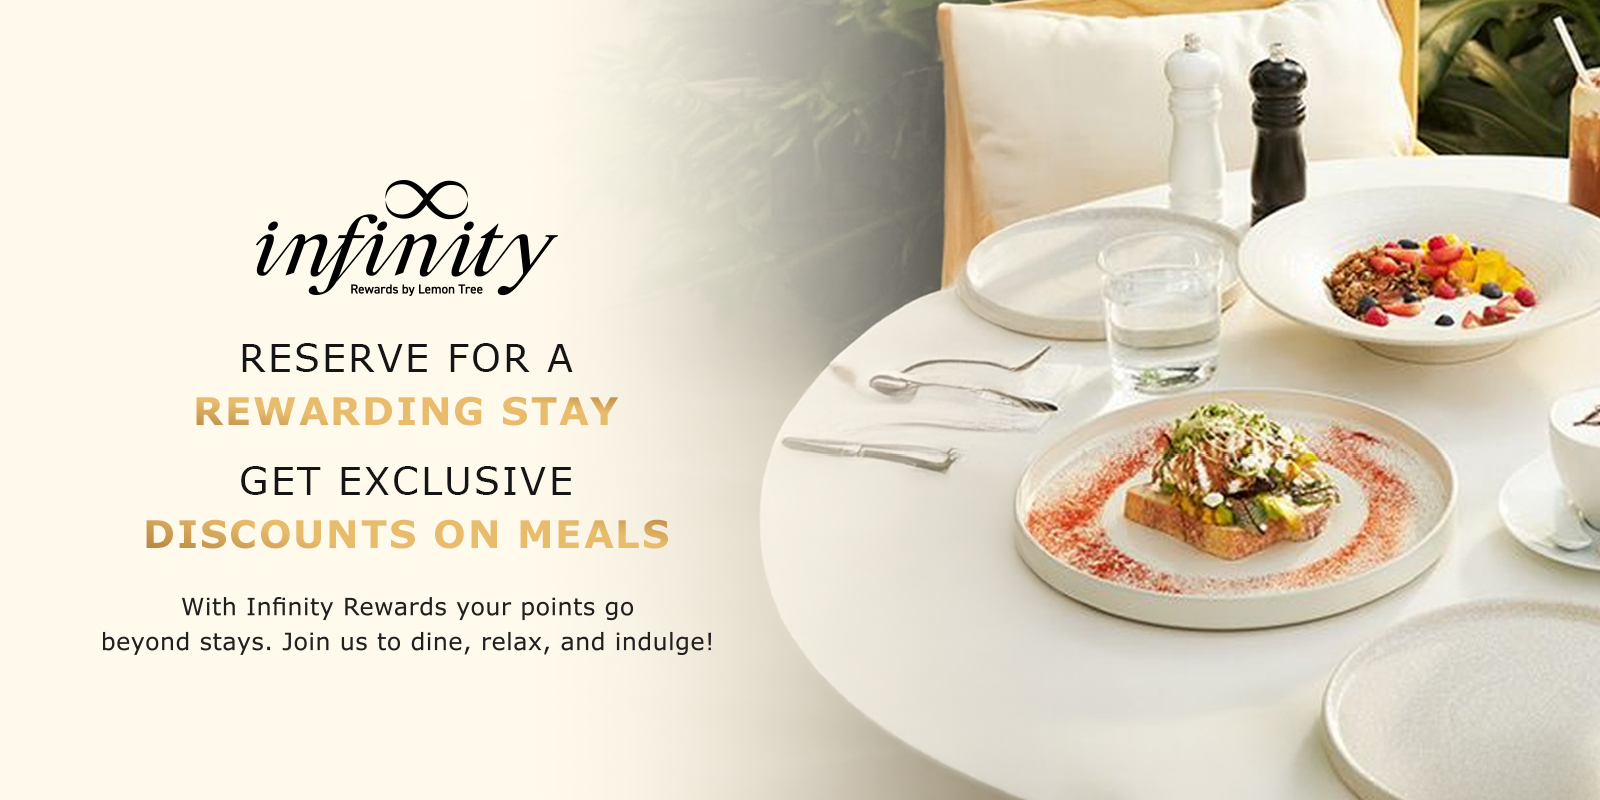 infinity
Rewards by Lemon Tree
RESERVE FOR A
REWARDING STAY
GET EXCLUSIVE
DISCOUNTS ON MEALS
With Infinity Rewards your points go
beyond stays. Join us to dine, relax, and indulge!